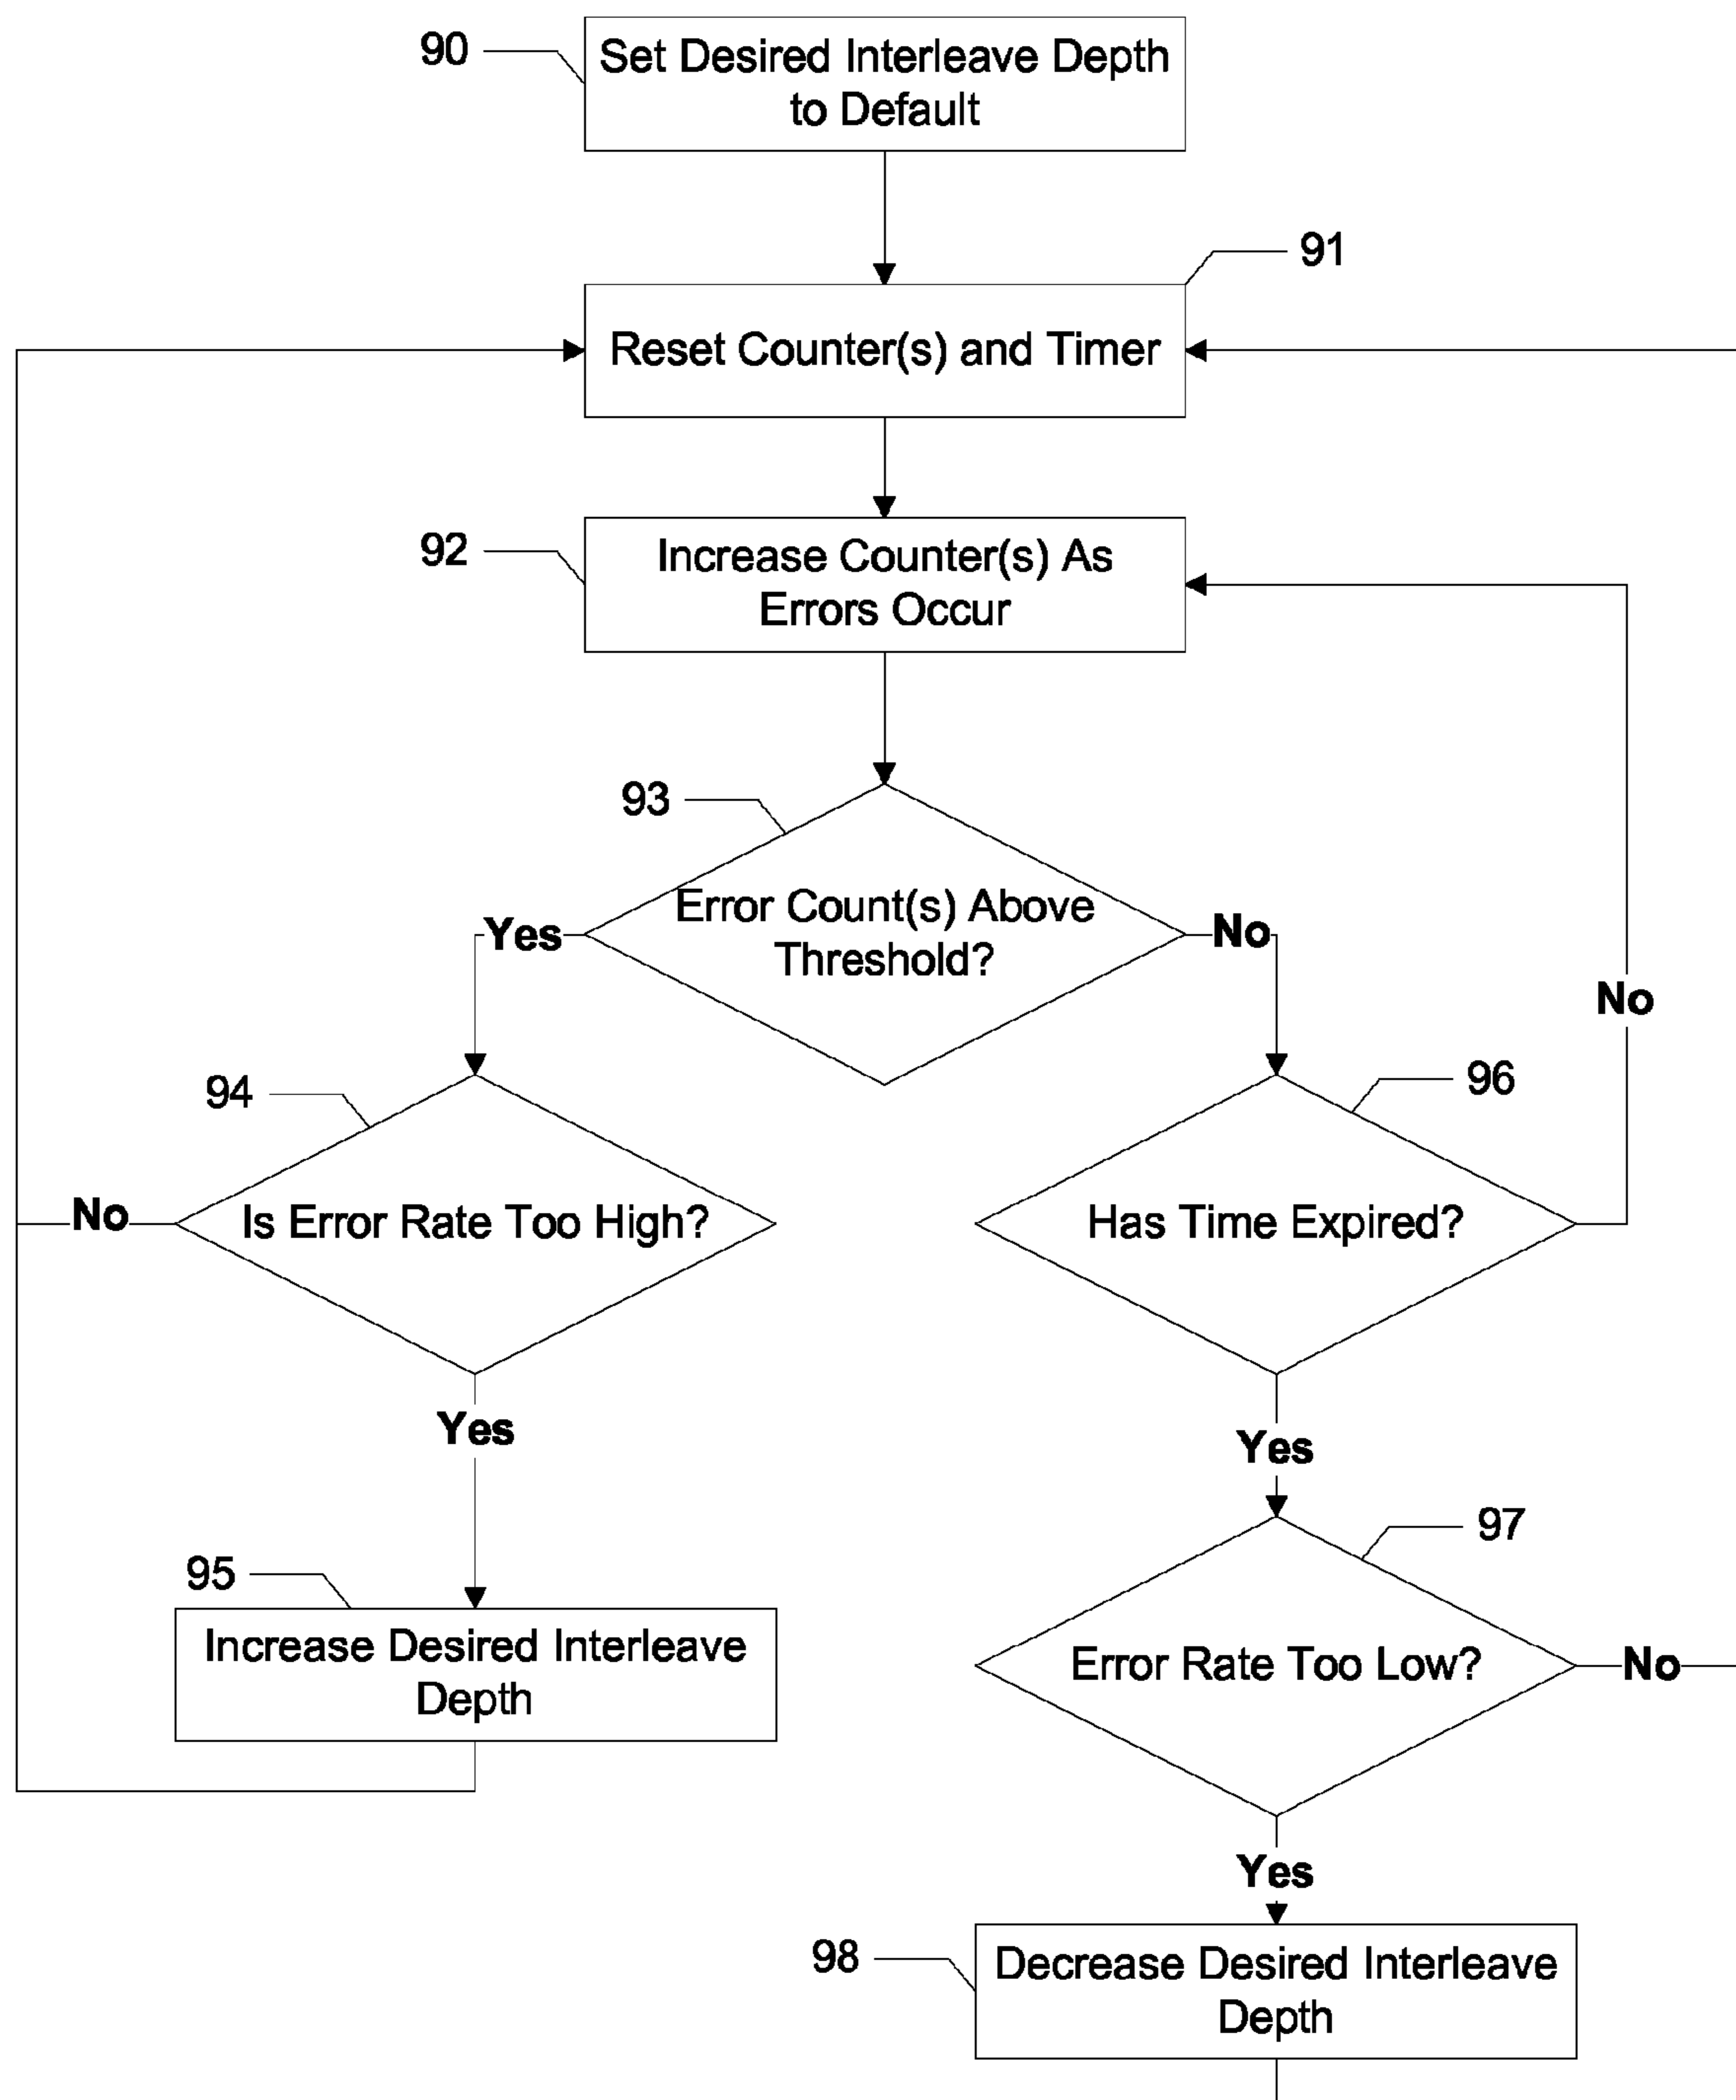 90
Set Desired Interleave Depth
to Default
91
Reset Counter(s) and Timer
92
Increase Counter(s) As
Errors Occur
93
Error Count(s) Above
Threshold?
Yes
No
No
94
Is Error Rate Too High?
No
96
Has Time Expired?
Yes
Yes
95
Increase Desired Interleave
Depth
97
Error Rate Too Low?
No
Yes
98
Decrease Desired Interleave
Depth